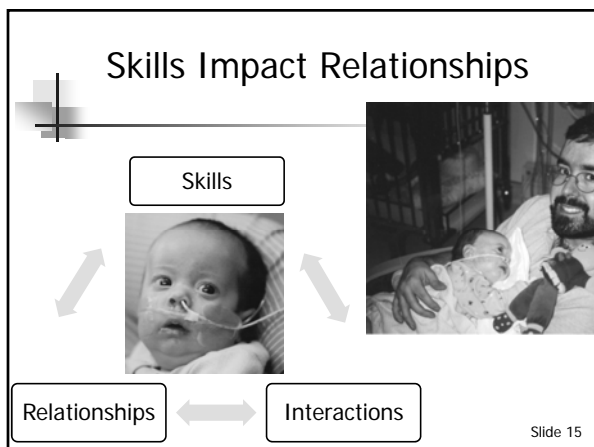 Skills Impact Relationships
Skills
Relationships
Interactions
Slide 15